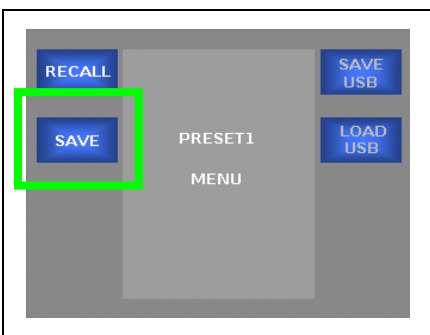 RECALL
SAVE
PRESET1
MENU
SAVE
USB
LOAD
USB